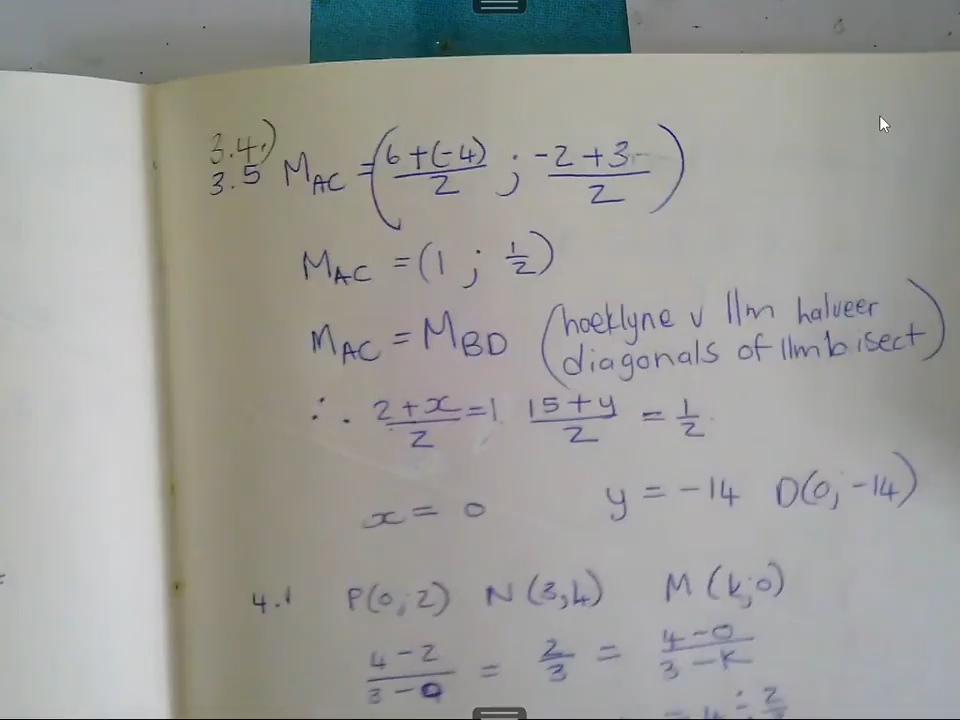 3.4.)
3.5 M_AC = (6+(-4)/2 ; -2+3/2)
M_AC = (1 ; 1/2)
M_AC = M_BD (hoeklyne v llm halveer
diagonals of llm bisect)
∴ 2+x/2 = 1 15+y/2 = 1/2
x = 0 y = -14 D(0;-14)
4.1 P(0;2) N(3;4) M(k;0)
4-2/3-0 = 2/3 = 4-0/3-k